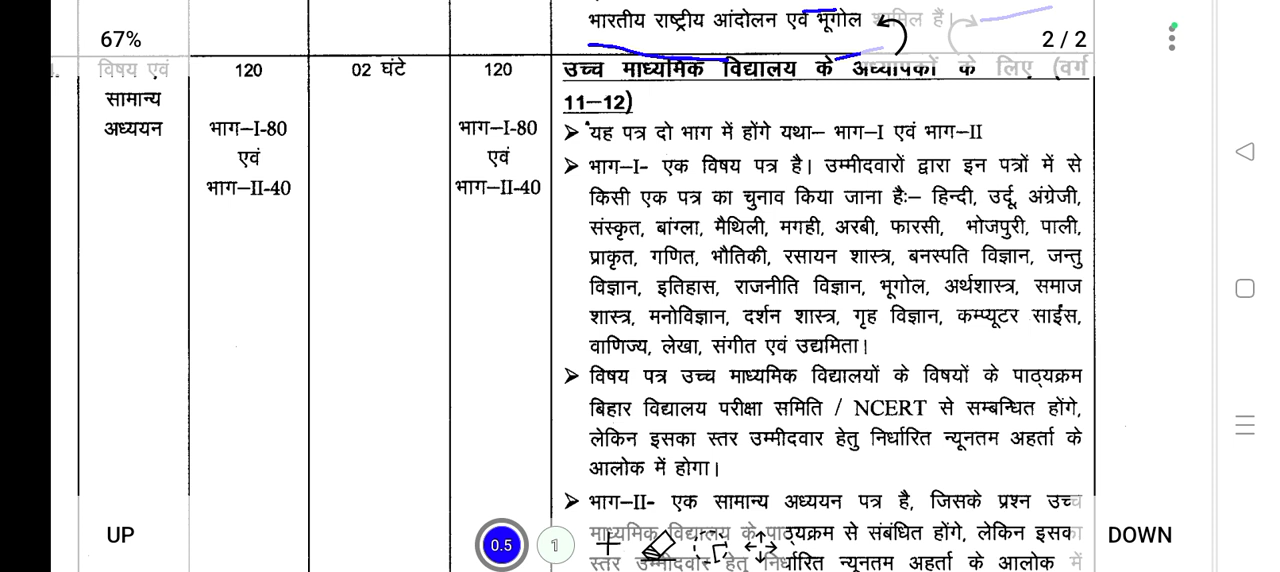 भारतीय राष्ट्रीय आंदोलन एवं भूगोल शामिल हैं।
67%
2 / 2
विषय एवं
सामान्य
अध्ययन
120
भाग–I-80
एवं
भाग–II-40
02 घंटे
120
भाग–I-80
एवं
भाग–II-40
उच्च माध्यमिक विद्यालय के अध्यापकों के लिए (वर्ग
11–12)
➢ यह पत्र दो भाग में होंगे यथा– भाग–I एवं भाग–II
➢ भाग–I- एक विषय पत्र है। उम्मीदवारों द्वारा इन पत्रों में से
किसी एक पत्र का चुनाव किया जाना हैः– हिन्दी, उर्दू, अंग्रेजी,
संस्कृत, बांग्ला, मैथिली, मगही, अरबी, फारसी, भोजपुरी, पाली,
प्राकृत, गणित, भौतिकी, रसायन शास्त्र, बनस्पति विज्ञान, जन्तु
विज्ञान, इतिहास, राजनीति विज्ञान, भूगोल, अर्थशास्त्र, समाज
शास्त्र, मनोविज्ञान, दर्शन शास्त्र, गृह विज्ञान, कम्प्यूटर साईंस,
वाणिज्य, लेखा, संगीत एवं उद्यमिता।
➢ विषय पत्र उच्च माध्यमिक विद्यालयों के विषयों के पाठ्यक्रम
बिहार विद्यालय परीक्षा समिति / NCERT से सम्बन्धित होंगे,
लेकिन इसका स्तर उम्मीदवार हेतु निर्धारित न्यूनतम अहर्ता के
आलोक में होगा।
➢ भाग–II- एक सामान्य अध्ययन पत्र है, जिसके प्रश्न उच्च
माध्यमिक विद्यालय के पाठ्यक्रम से संबंधित होंगे, लेकिन इसका
स्तर उम्मीदवार हेतु निर्धारित न्यूनतम अहर्ता के आलोक में
UP
0.5
1
DOWN